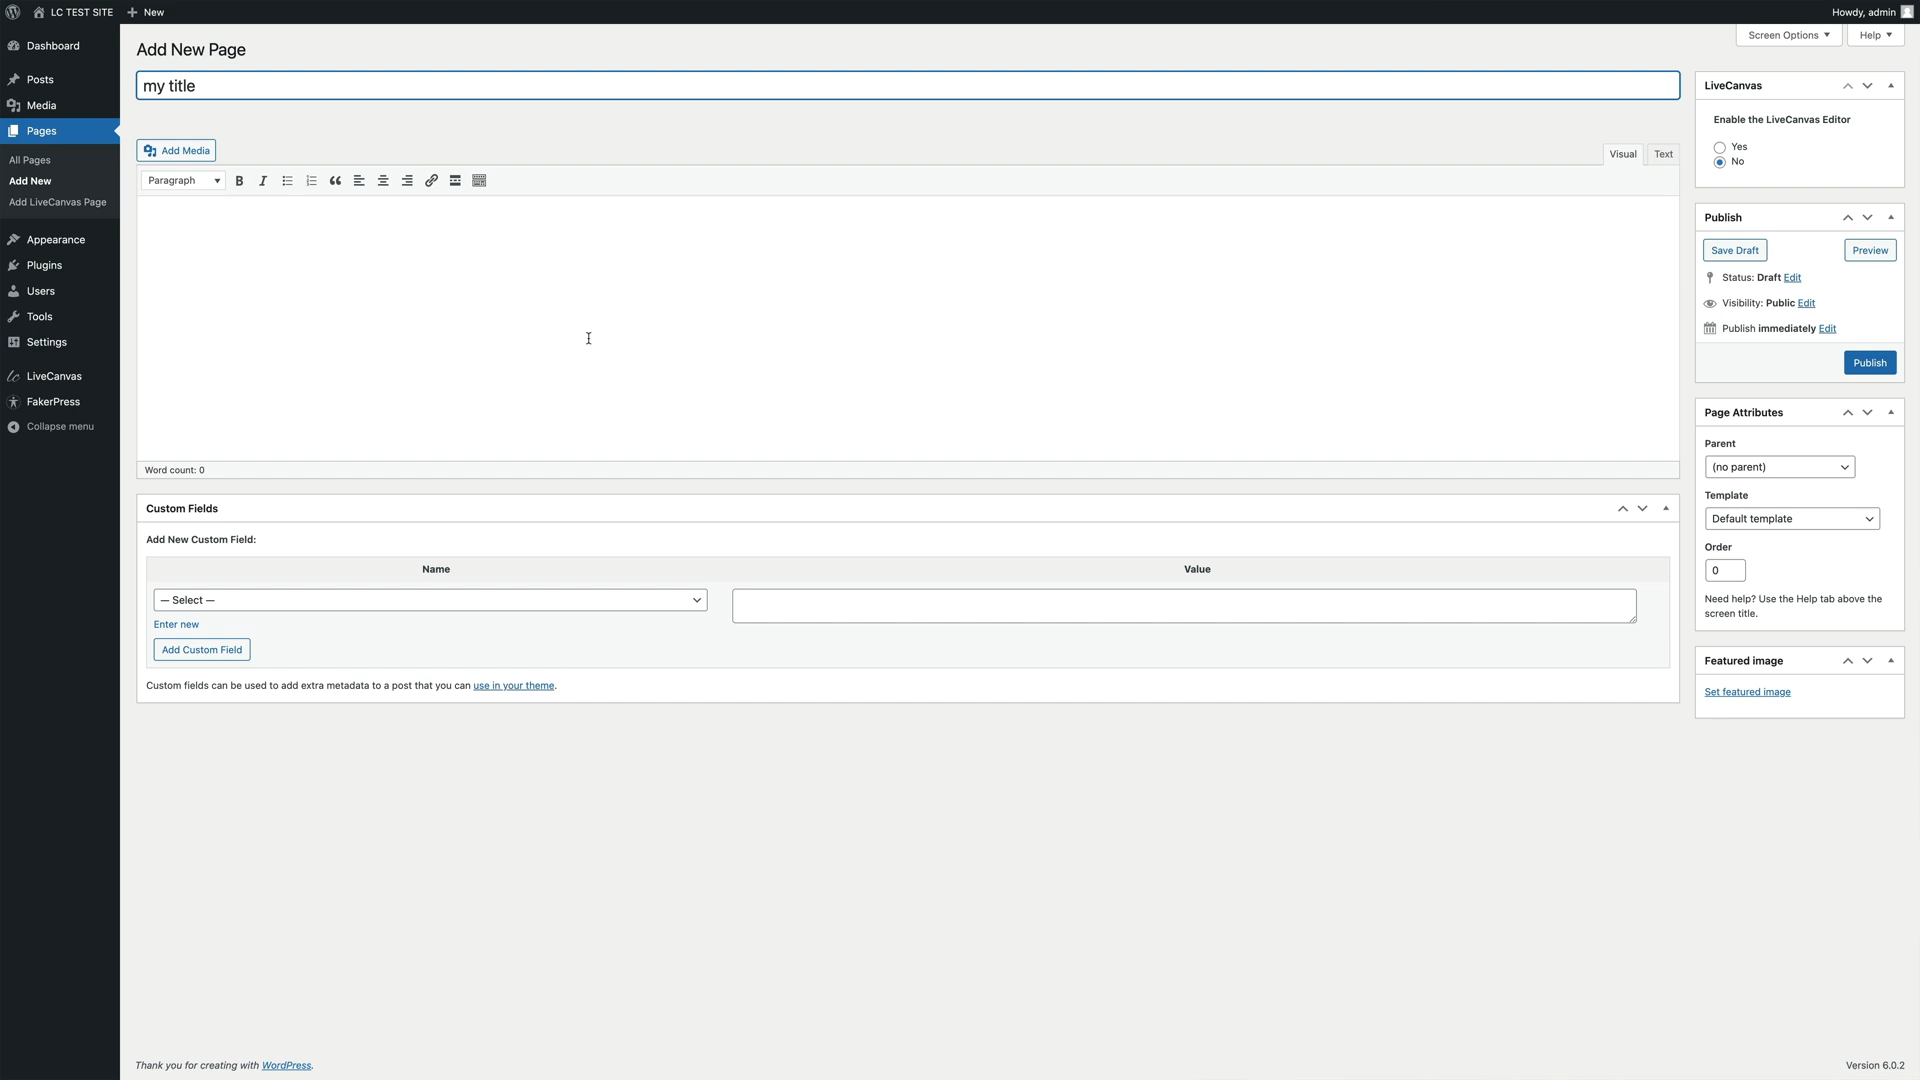 LC TEST SITE
New
Howdy, admin
Dashboard
Posts
Media
Pages
All Pages
Add New
Add LiveCanvas Page
Appearance
Plugins
Users
Tools
Settings
LiveCanvas
FakerPress
Collapse menu
Screen Options
Help
Add New Page
my title
Add Media
Visual
Text
Paragraph
Word count: 0
Custom Fields
Add New Custom Field:
Name
Value
— Select —
Enter new
Add Custom Field
Custom fields can be used to add extra metadata to a post that you can use in your theme.
LiveCanvas
Enable the LiveCanvas Editor
Yes
No
Publish
Save Draft
Preview
Status: Draft Edit
Visibility: Public Edit
Publish immediately Edit
Publish
Page Attributes
Parent
(no parent)
Template
Default template
Order
0
Need help? Use the Help tab above the
screen title.
Featured image
Set featured image
Thank you for creating with WordPress.
Version 6.0.2